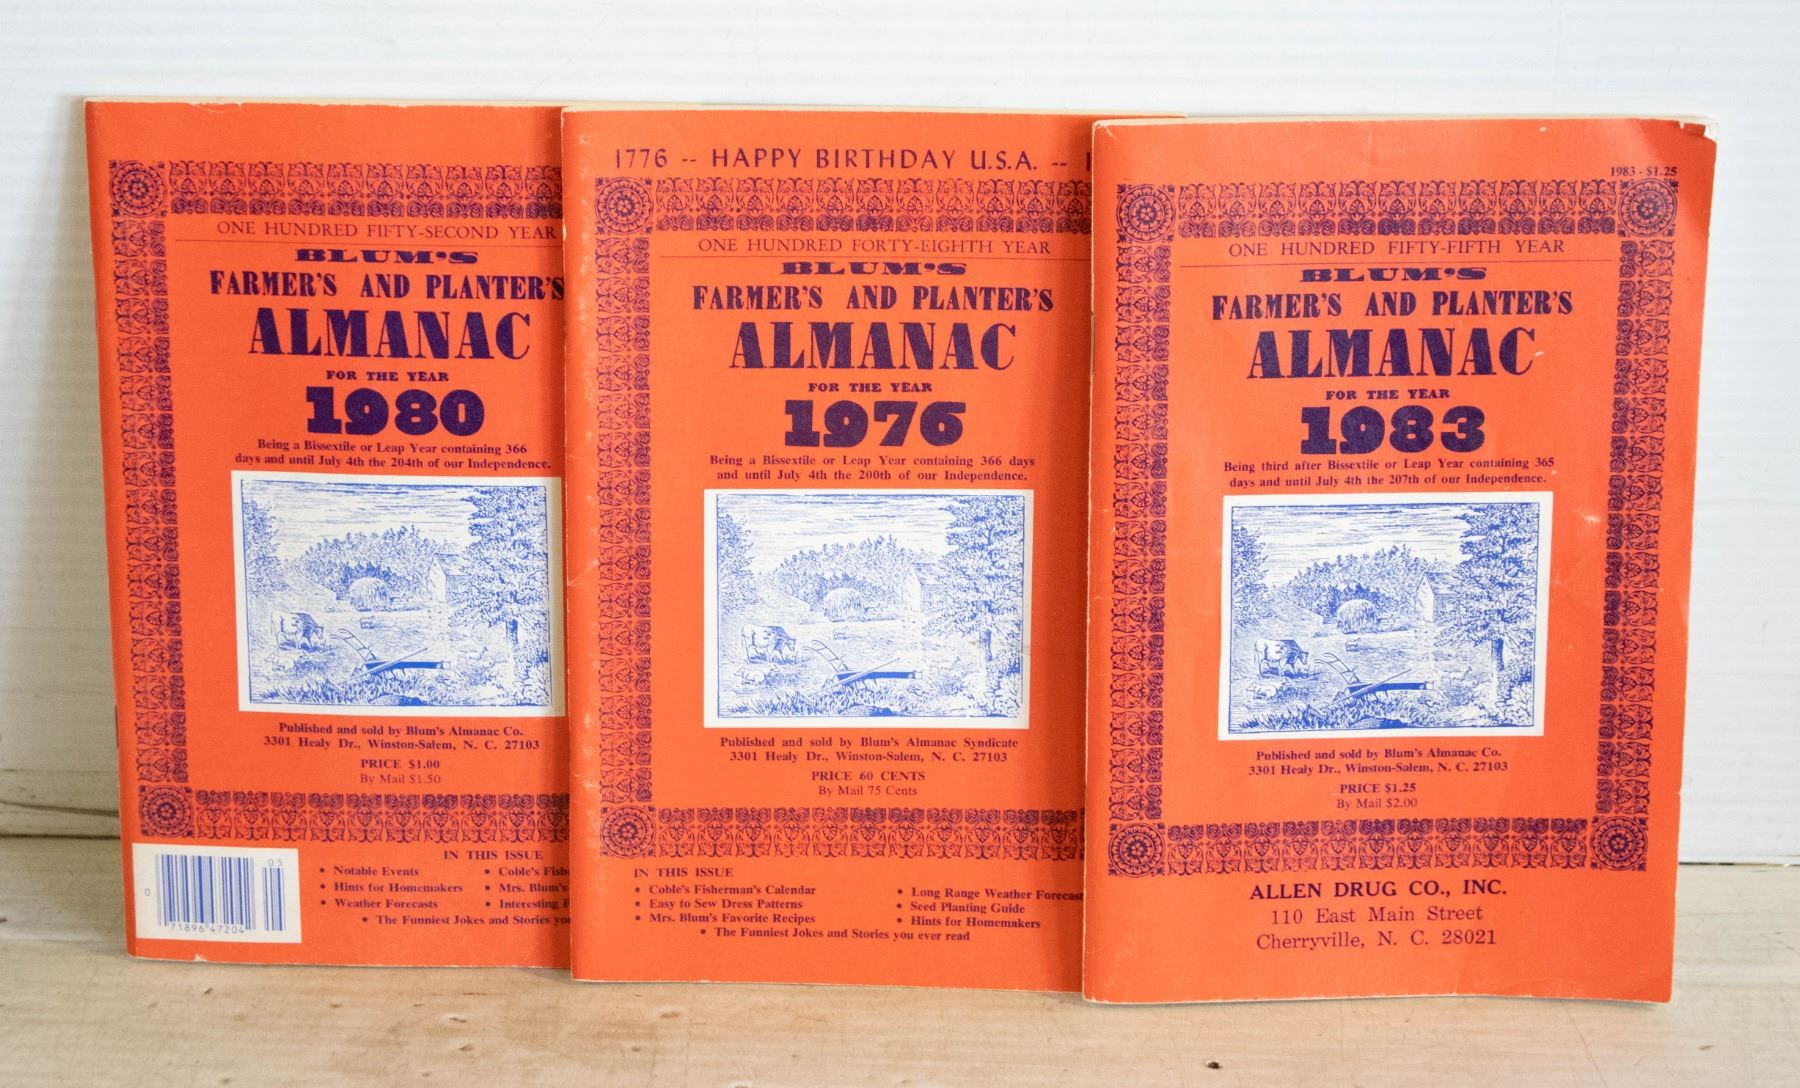 ONE HUNDRED FIFTY-SECOND YEAR
BLUM'S
FARMER'S AND PLANTER'S
ALMANAC
FOR THE YEAR
1980
Being a Bissextile or Leap Year containing 366
days and until July 4th the 204th of our Independence.
Published and sold by Blum's Almanac Co.
3301 Healy Dr., Winston-Salem, N. C. 27103
PRICE $1.00
By Mail $1.50
IN THIS ISSUE
• Notable Events
• Hints for Homemakers
• Weather Forecasts
• Coble's
• Mrs. Blum's
• Interesting
• The Funniest Jokes and Stories
0 71896 47204 05
1776 -- HAPPY BIRTHDAY U.S.A. --
ONE HUNDRED FORTY-EIGHTH YEAR
BLUM'S
FARMER'S AND PLANTER'S
ALMANAC
FOR THE YEAR
1976
Being a Bissextile or Leap Year containing 366 days
and until July 4th the 200th of our Independence.
Published and sold by Blum's Almanac Syndicate
3301 Healy Dr., Winston-Salem, N. C. 27103
PRICE 60 CENTS
By Mail 75 Cents
IN THIS ISSUE
• Coble's Fisherman's Calendar
• Easy to Sew Dress Patterns
• Mrs. Blum's Favorite Recipes
• Long Range Weather Forecast
• Seed Planting Guide
• Hints for Homemakers
• The Funniest Jokes and Stories you ever read
1983 - $1.25
ONE HUNDRED FIFTY-FIFTH YEAR
BLUM'S
FARMER'S AND PLANTER'S
ALMANAC
FOR THE YEAR
1983
Being third after Bissextile or Leap Year containing 365
days and until July 4th the 207th of our Independence.
Published and sold by Blum's Almanac Co.
3301 Healy Dr., Winston-Salem, N. C. 27103
PRICE $1.25
By Mail $2.00
ALLEN DRUG CO., INC.
110 East Main Street
Cherryville, N. C. 28021